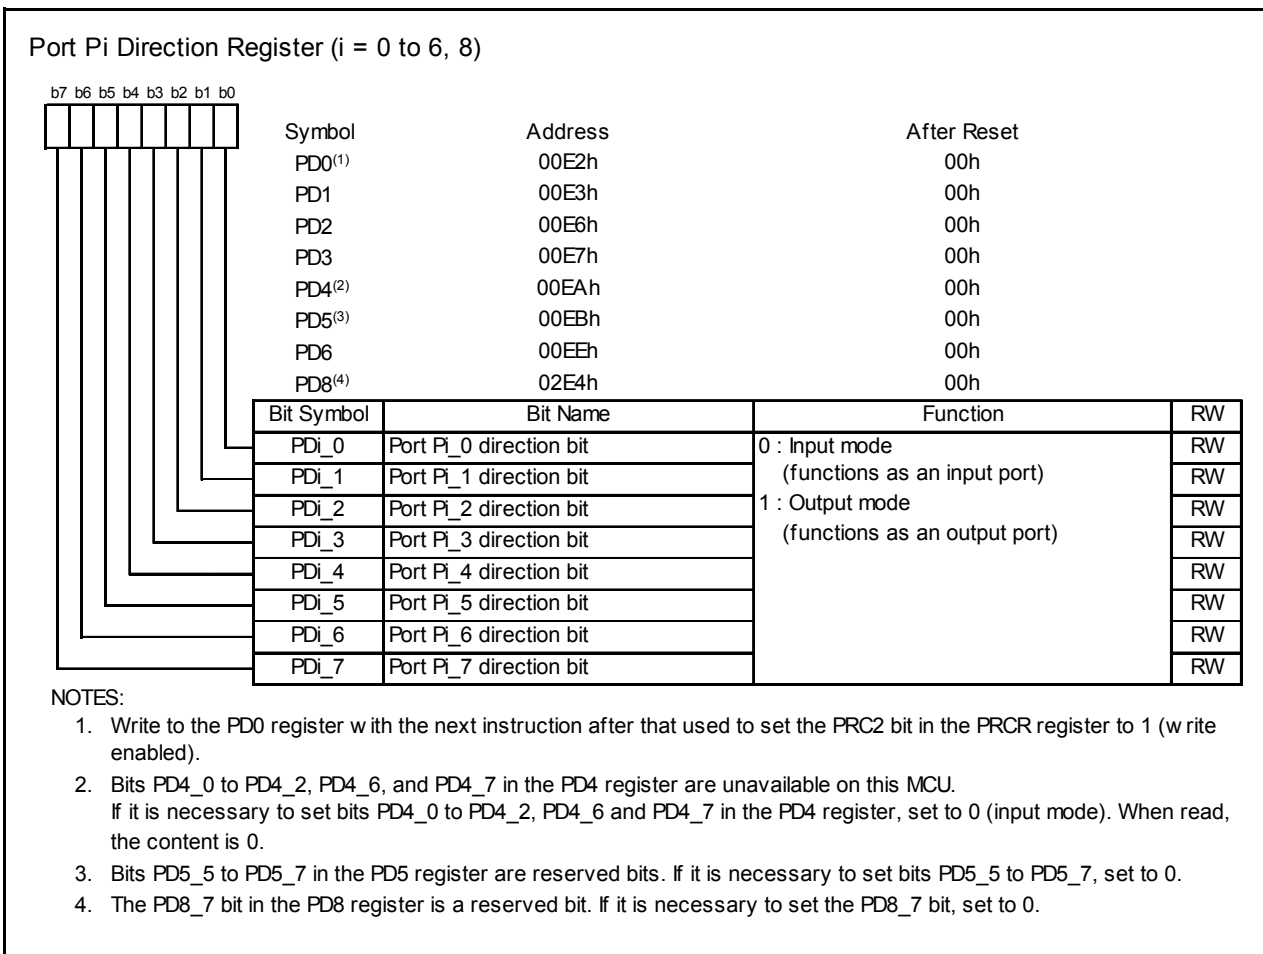 Port Pi Direction Register (i = 0 to 6, 8)
b7 b6 b5 b4 b3 b2 b1 b0
Symbol Address After Reset
PD0(1) 00E2h 00h
PD1 00E3h 00h
PD2 00E6h 00h
PD3 00E7h 00h
PD4(2) 00EAh 00h
PD5(3) 00EBh 00h
PD6 00EEh 00h
PD8(4) 02E4h 00h
Bit Symbol Bit Name Function RW
PDi_0 Port Pi_0 direction bit 0 : Input mode RW
PDi_1 Port Pi_1 direction bit (functions as an input port) RW
PDi_2 Port Pi_2 direction bit 1 : Output mode RW
PDi_3 Port Pi_3 direction bit (functions as an output port) RW
PDi_4 Port Pi_4 direction bit RW
PDi_5 Port Pi_5 direction bit RW
PDi_6 Port Pi_6 direction bit RW
PDi_7 Port Pi_7 direction bit RW
NOTES:
1. Write to the PD0 register with the next instruction after that used to set the PRC2 bit in the PRCR register to 1 (write
enabled).
2. Bits PD4_0 to PD4_2, PD4_6, and PD4_7 in the PD4 register are unavailable on this MCU.
If it is necessary to set bits PD4_0 to PD4_2, PD4_6 and PD4_7 in the PD4 register, set to 0 (input mode). When read,
the content is 0.
3. Bits PD5_5 to PD5_7 in the PD5 register are reserved bits. If it is necessary to set bits PD5_5 to PD5_7, set to 0.
4. The PD8_7 bit in the PD8 register is a reserved bit. If it is necessary to set the PD8_7 bit, set to 0.